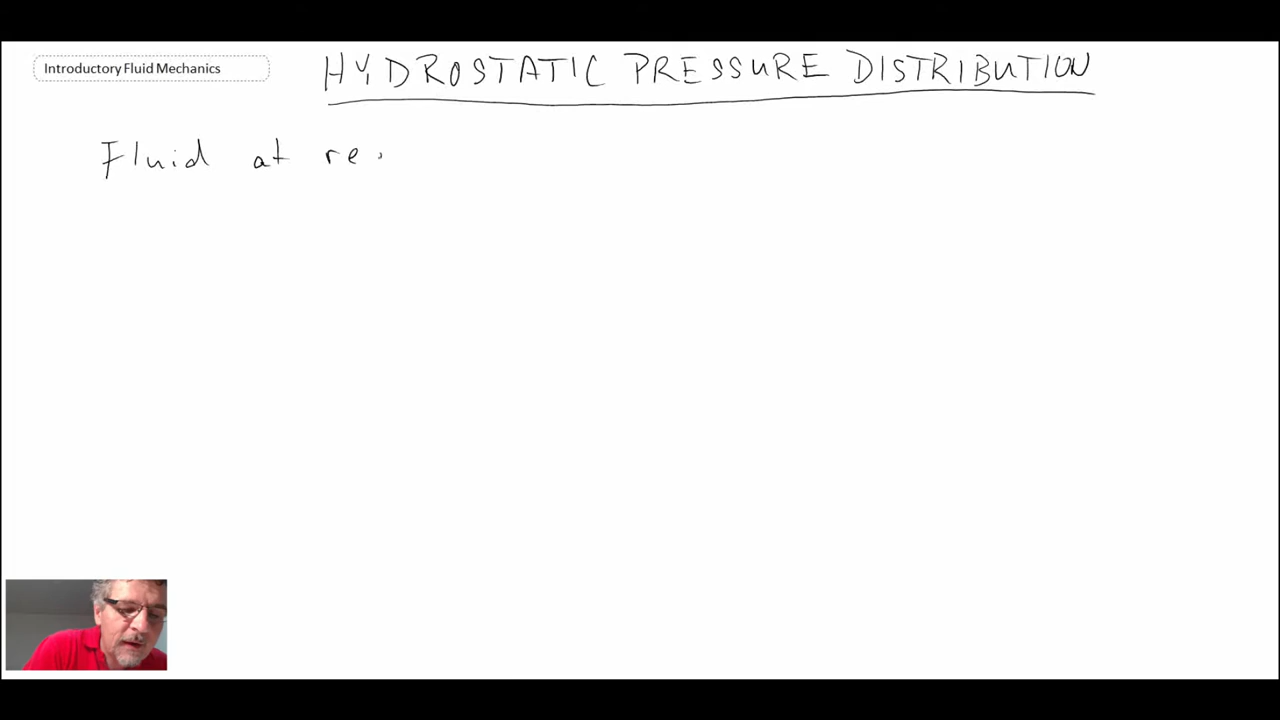 Introductory Fluid Mechanics
HYDROSTATIC PRESSURE DISTRIBUTION
Fluid at re